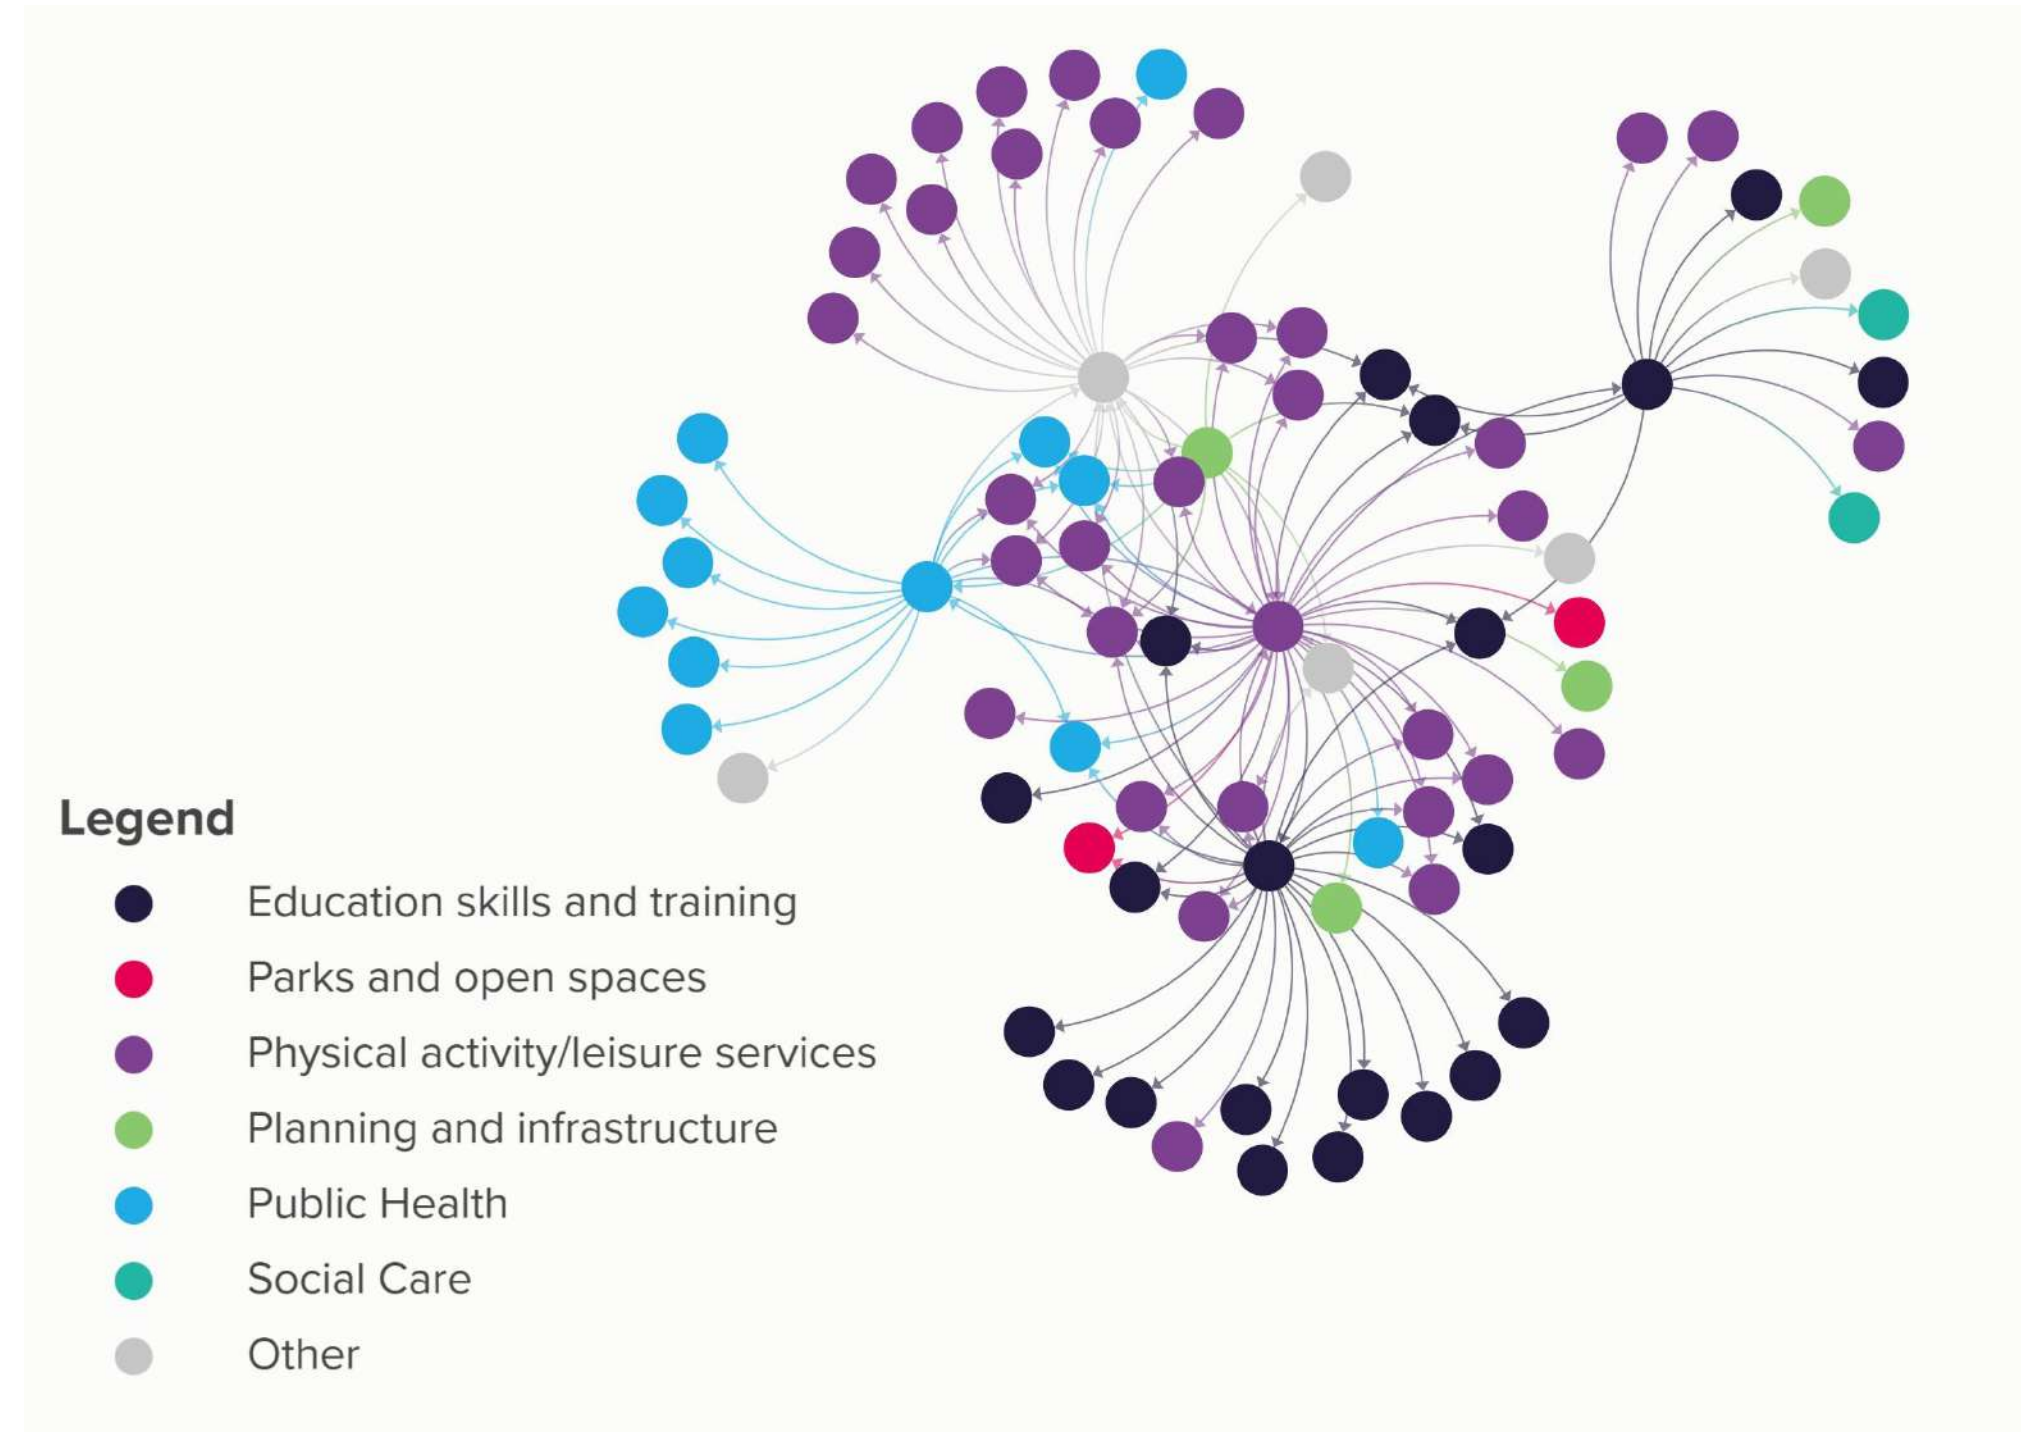 Legend
Education skills and training
Parks and open spaces
Physical activity/leisure services
Planning and infrastructure
Public Health
Social Care
Other